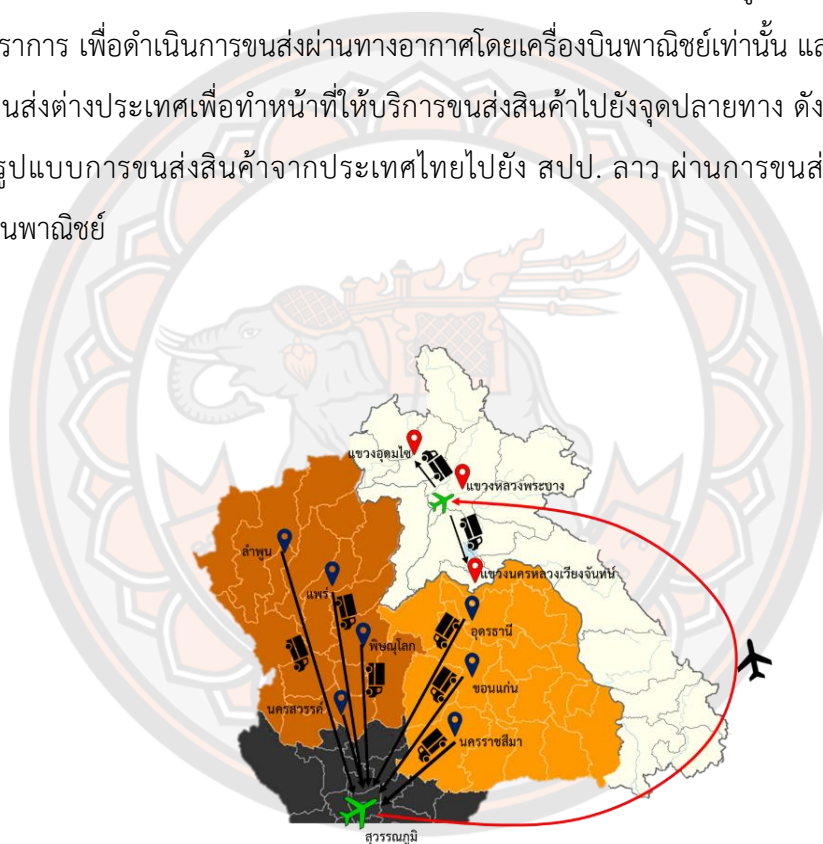 ราการ เพื่อดำเนินการขนส่งผ่านทางอากาศโดยเครื่องบินพาณิชย์เท่านั้น
นส่งต่างประเทศเพื่อทำหน้าที่ให้บริการขนส่งสินค้าไปยังจุดปลายทาง ดัง
รูปแบบการขนส่งสินค้าจากประเทศไทยไปยัง สปป. ลาว ผ่านการขนส่
นพาณิชย์
แขวงอุดมไซ
แขวงหลวงพระบาง
ลำพูน
แขวงนครหลวงเวียงจันทน์
แพร่
อุดรธานี
พิษณุโลก
ขอนแก่น
นครสวรรค์
นครราชสีมา
สุวรรณภูมิ